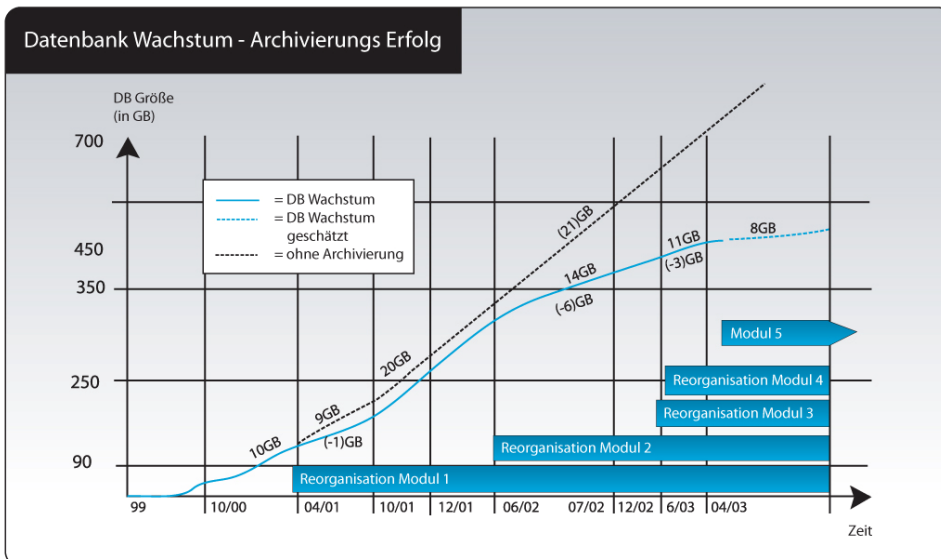 Datenbank Wachstum - Archivierungs Erfolg
DB Größe
(in GB)
700
= DB Wachstum
= DB Wachstum
geschätzt
= ohne Archivierung
(21)GB
11GB
8GB
450
(-3)GB
14GB
350
(-6)GB
Modul 5
20GB
250
Reorganisation Modul 4
9GB
Reorganisation Modul 3
(-1)GB
10GB
Reorganisation Modul 2
90
Reorganisation Modul 1
99
10/00
04/01
10/01
12/01
06/02
07/02
12/02
6/03
04/03
Zeit